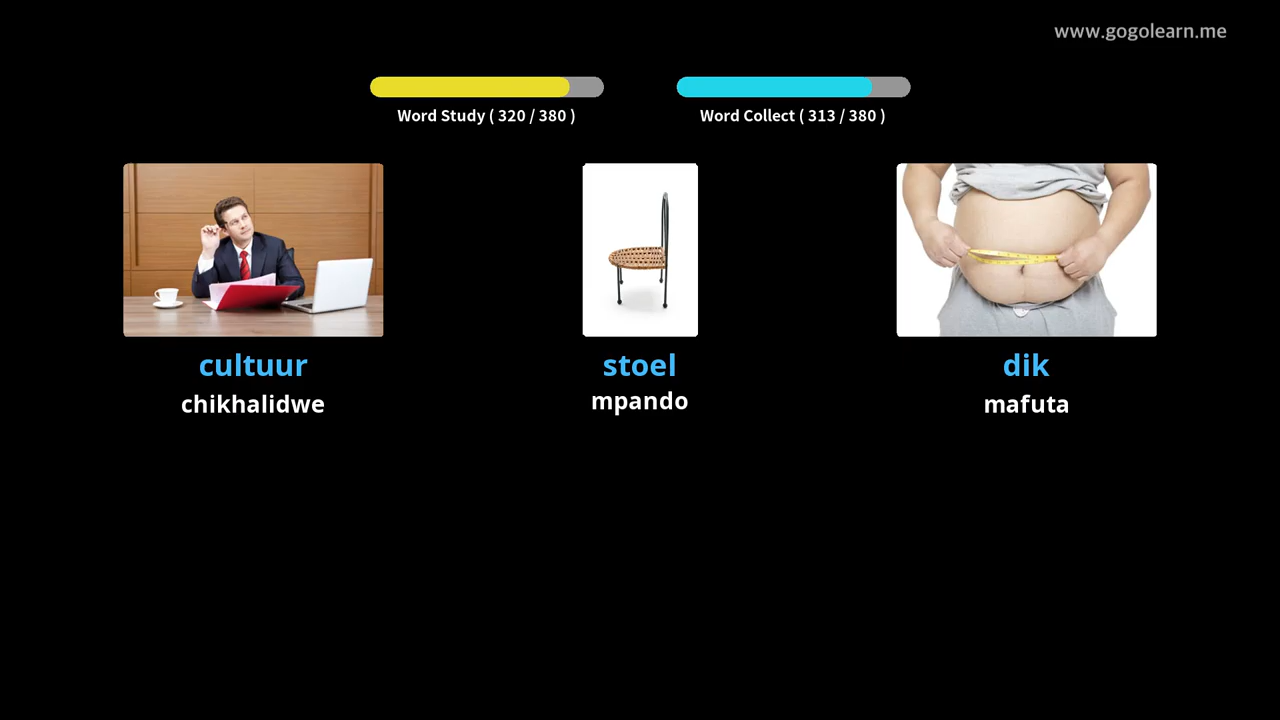 www.gogolearn.me
Word Study ( 320 / 380 )
Word Collect ( 313 / 380 )
cultuur
chikhalidwe
stoel
mpando
dik
mafuta